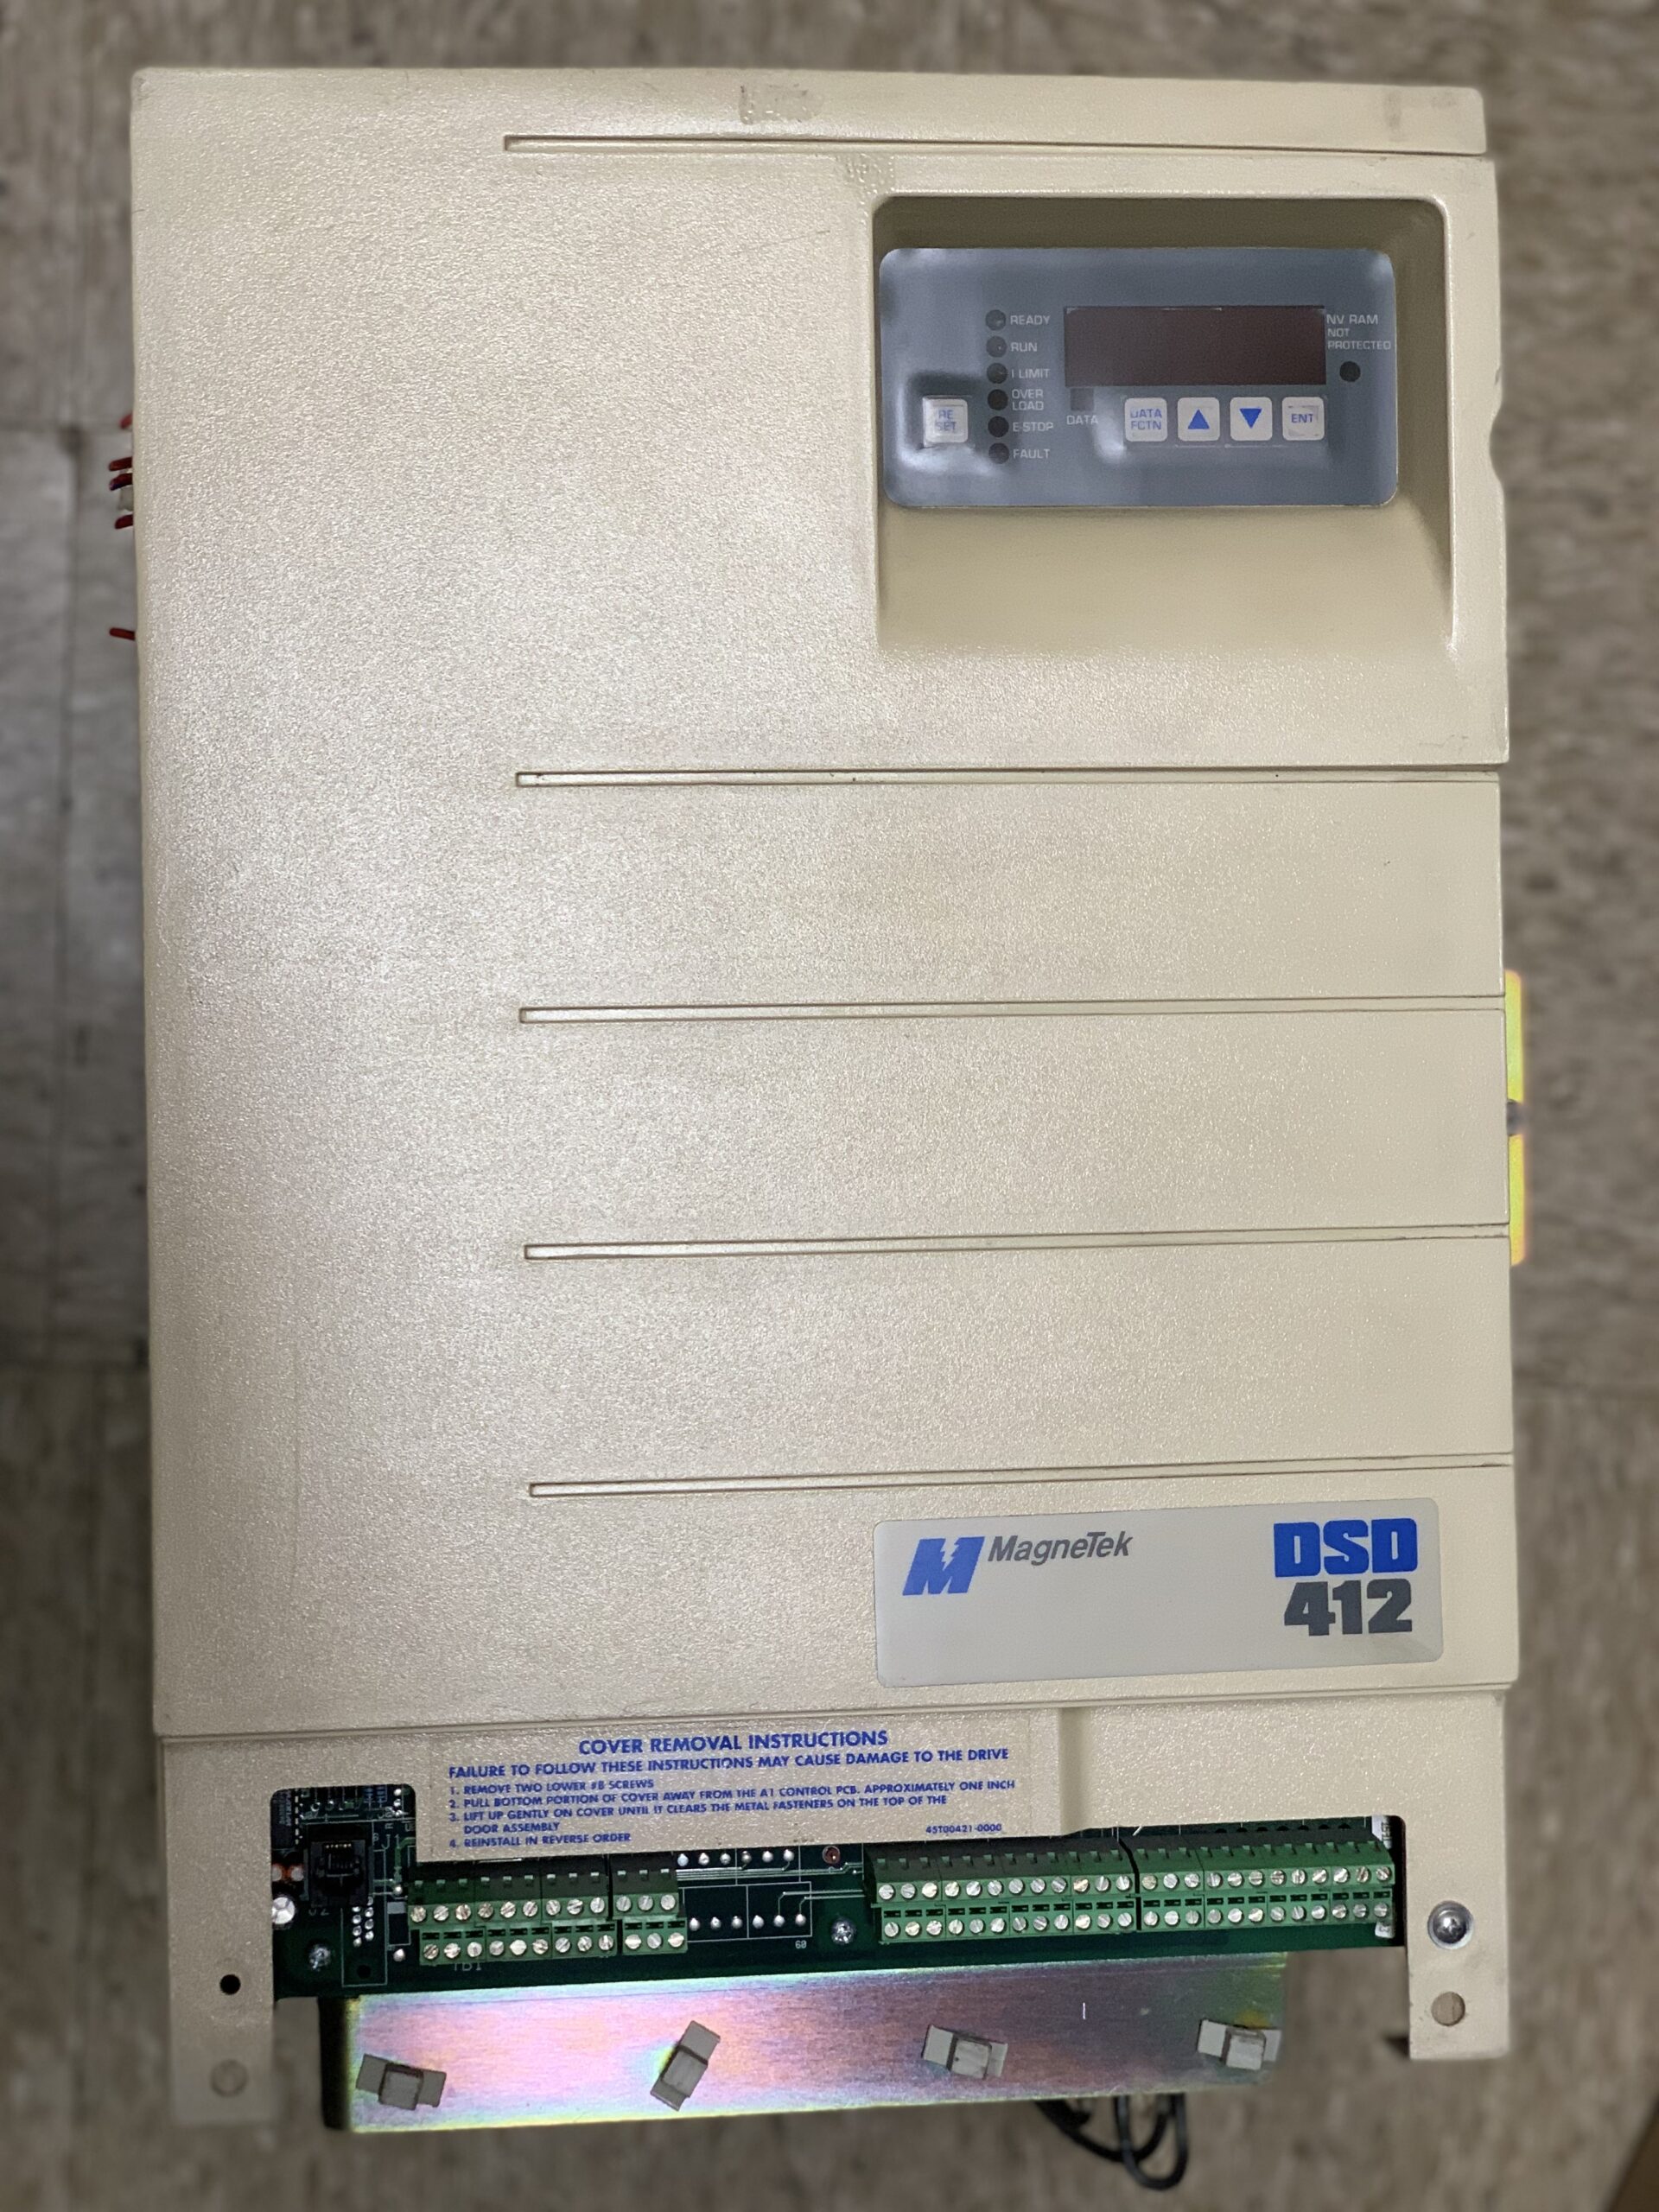 READY
RUN
I LIMIT
OVER
LOAD
E-STOP
FAULT
RE
SET
DATA
NV RAM
NOT
PROTECTED
DATA
FCTN
ENT
MagneTek
DSD
412
COVER REMOVAL INSTRUCTIONS
FAILURE TO FOLLOW THESE INSTRUCTIONS MAY CAUSE DAMAGE TO THE DRIVE
1. REMOVE TWO LOWER #8 SCREWS
2. PULL BOTTOM PORTION OF COVER AWAY FROM THE A1 CONTROL PCB. APPROXIMATELY ONE INCH
3. LIFT UP GENTLY ON COVER UNTIL IT CLEARS THE METAL FASTENERS ON THE TOP OF THE
DOOR ASSEMBLY
4. REINSTALL IN REVERSE ORDER
45T00421-0000
60
TB1